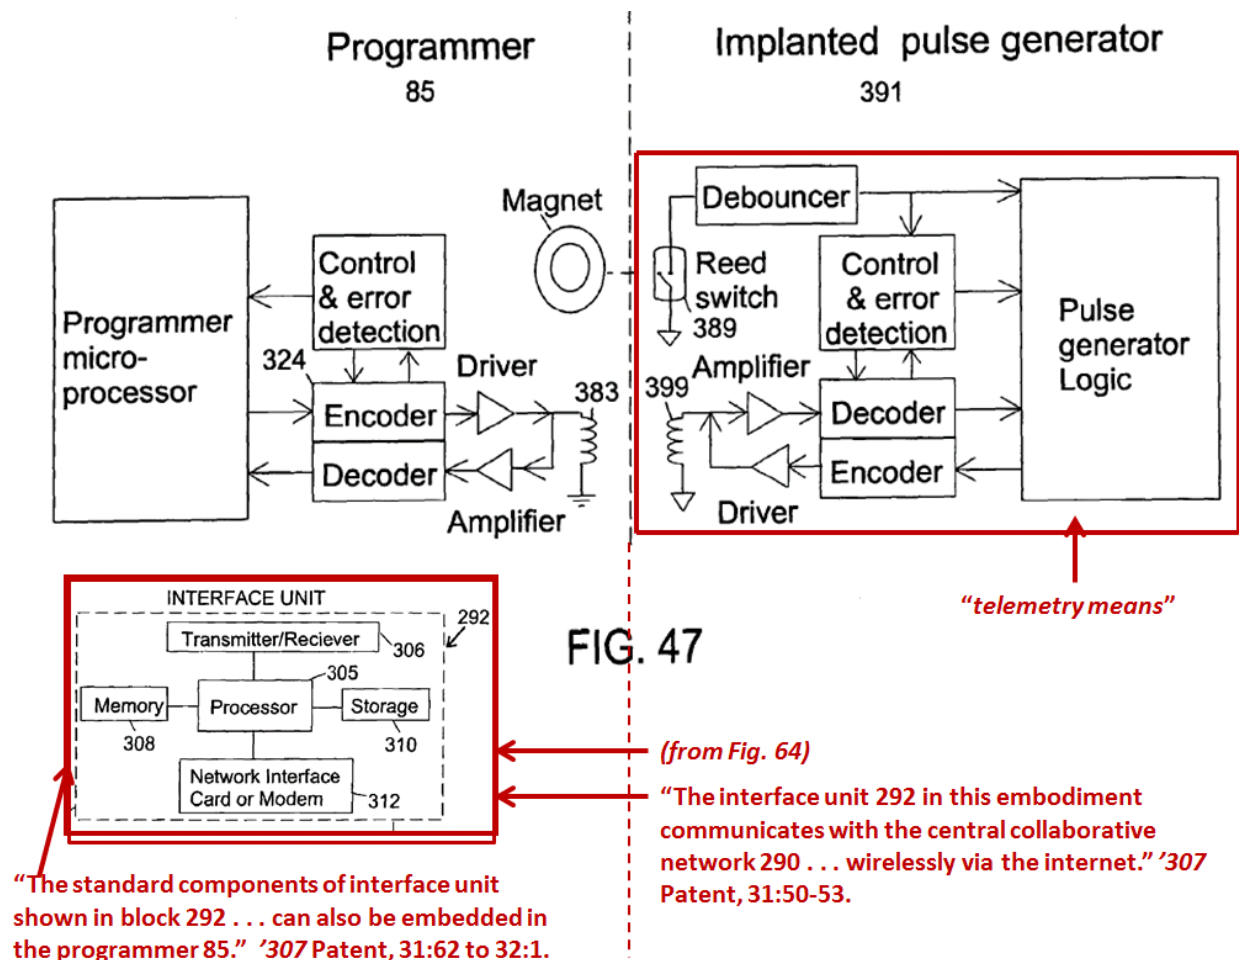 Programmer
85
Implanted pulse generator
391
Programmer
micro-
processor
Control
& error
detection
324
Encoder
Decoder
Driver
Amplifier
383
Magnet
Debouncer
Reed
switch
389
Control
& error
detection
Amplifier
399
Decoder
Encoder
Driver
Pulse
generator
Logic
“telemetry means”
FIG. 47
INTERFACE UNIT
292
Transmitter/Reciever
306
305
Processor
Memory
308
Storage
310
Network Interface
Card or Modem
312
(from Fig. 64)
“The interface unit 292 in this embodiment
communicates with the central collaborative
network 290 . . . wirelessly via the internet.” ’307
Patent, 31:50-53.
“The standard components of interface unit
shown in block 292 . . . can also be embedded in
the programmer 85.” ’307 Patent, 31:62 to 32:1.